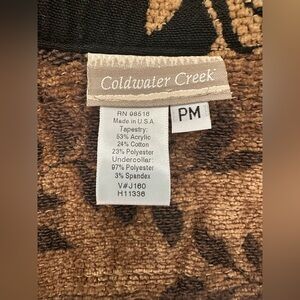 Coldwater Creek
PM
RN 98518
Made in U.S.A.
Tapestry:
53% Acrylic
24% Cotton
23% Polyester
Undercollar:
97% Polyester
3% Spandex
V#J160
H11336